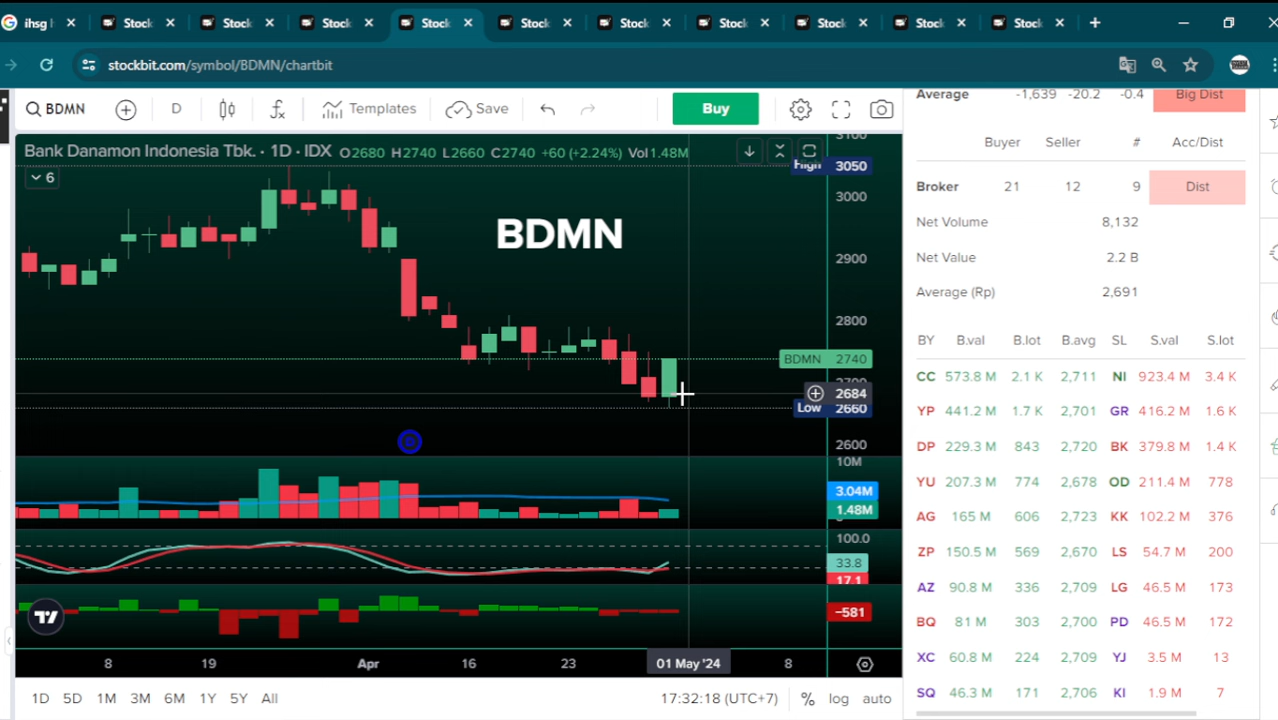 ihsg
Stock
Stock
Stock
Stock
Stock
Stock
Stock
Stock
Stock
Stock
stockbit.com/symbol/BDMN/chartbit
BDMN
D
Templates
Save
Buy
Bank Danamon Indonesia Tbk. · 1D · IDX O2680 H2740 L2660 C2740 +60 (+2.24%) Vol1.48M
6
BDMN
3100
High 3050
3000
2900
2800
BDMN 2740
2700
2684
Low 2660
2600
10M
3.04M
1.48M
100.0
33.8
17.1
−581
8 19 Apr 16 23 01 May '24 8
1D 5D 1M 3M 6M 1Y 5Y All 17:32:18 (UTC+7) % log auto
Average -1,639 -20.2 -0.4 Big Dist
Buyer Seller # Acc/Dist
Broker 21 12 9 Dist
Net Volume 8,132
Net Value 2.2 B
Average (Rp) 2,691
BY B.val B.lot B.avg SL S.val S.lot
CC 573.8 M 2.1 K 2,711 NI 923.4 M 3.4 K
YP 441.2 M 1.7 K 2,701 GR 416.2 M 1.6 K
DP 229.3 M 843 2,720 BK 379.8 M 1.4 K
YU 207.3 M 774 2,678 OD 211.4 M 778
AG 165 M 606 2,723 KK 102.2 M 376
ZP 150.5 M 569 2,670 LS 54.7 M 200
AZ 90.8 M 336 2,709 LG 46.5 M 173
BQ 81 M 303 2,700 PD 46.5 M 172
XC 60.8 M 224 2,709 YJ 3.5 M 13
SQ 46.3 M 171 2,706 KI 1.9 M 7